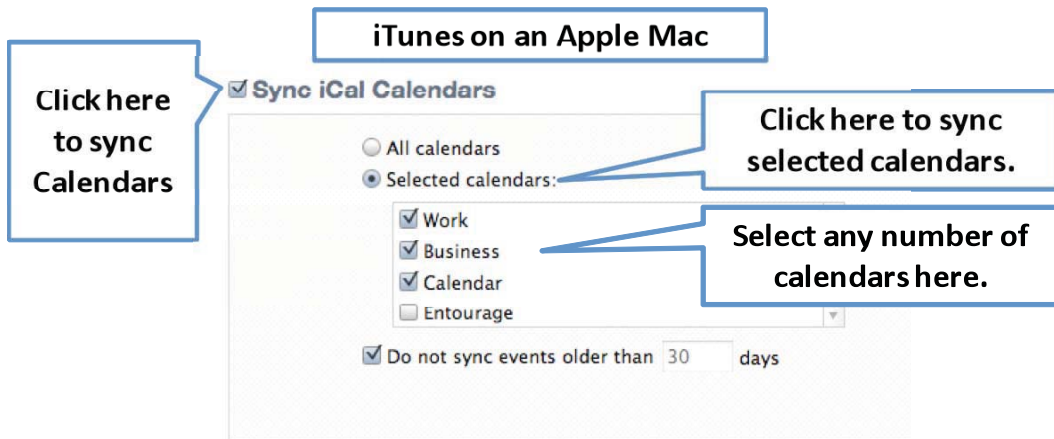 iTunes on an Apple Mac
Click here
to sync
Calendars
Sync iCal Calendars
All calendars
Selected calendars:
Click here to sync
selected calendars.
Work
Business
Calendar
Entourage
Select any number of
calendars here.
Do not sync events older than 30 days